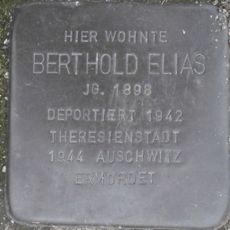 HIER WOHNTE
BERTHOLD ELIAS
JG. 1898
DEPORTIERT 1942
THERESIENSTADT
1944 AUSCHWITZ
ERMORDET